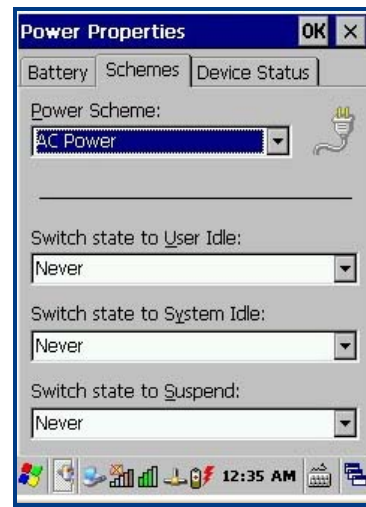 Power Properties OK ×
Battery Schemes Device Status
Power Scheme:
AC Power
Switch state to User Idle:
Never
Switch state to System Idle:
Never
Switch state to Suspend:
Never
12:35 AM